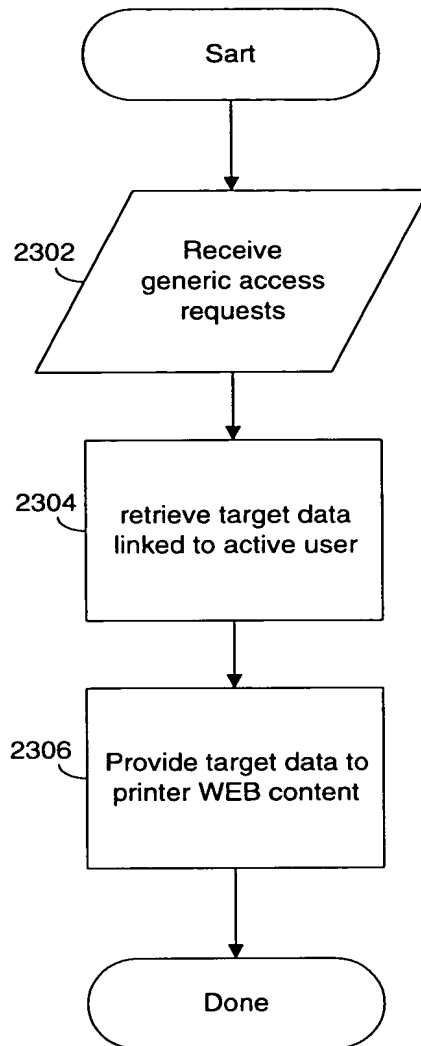 Sart
2302
Receive
generic access
requests
2304
retrieve target data
linked to active user
2306
Provide target data to
printer WEB content
Done